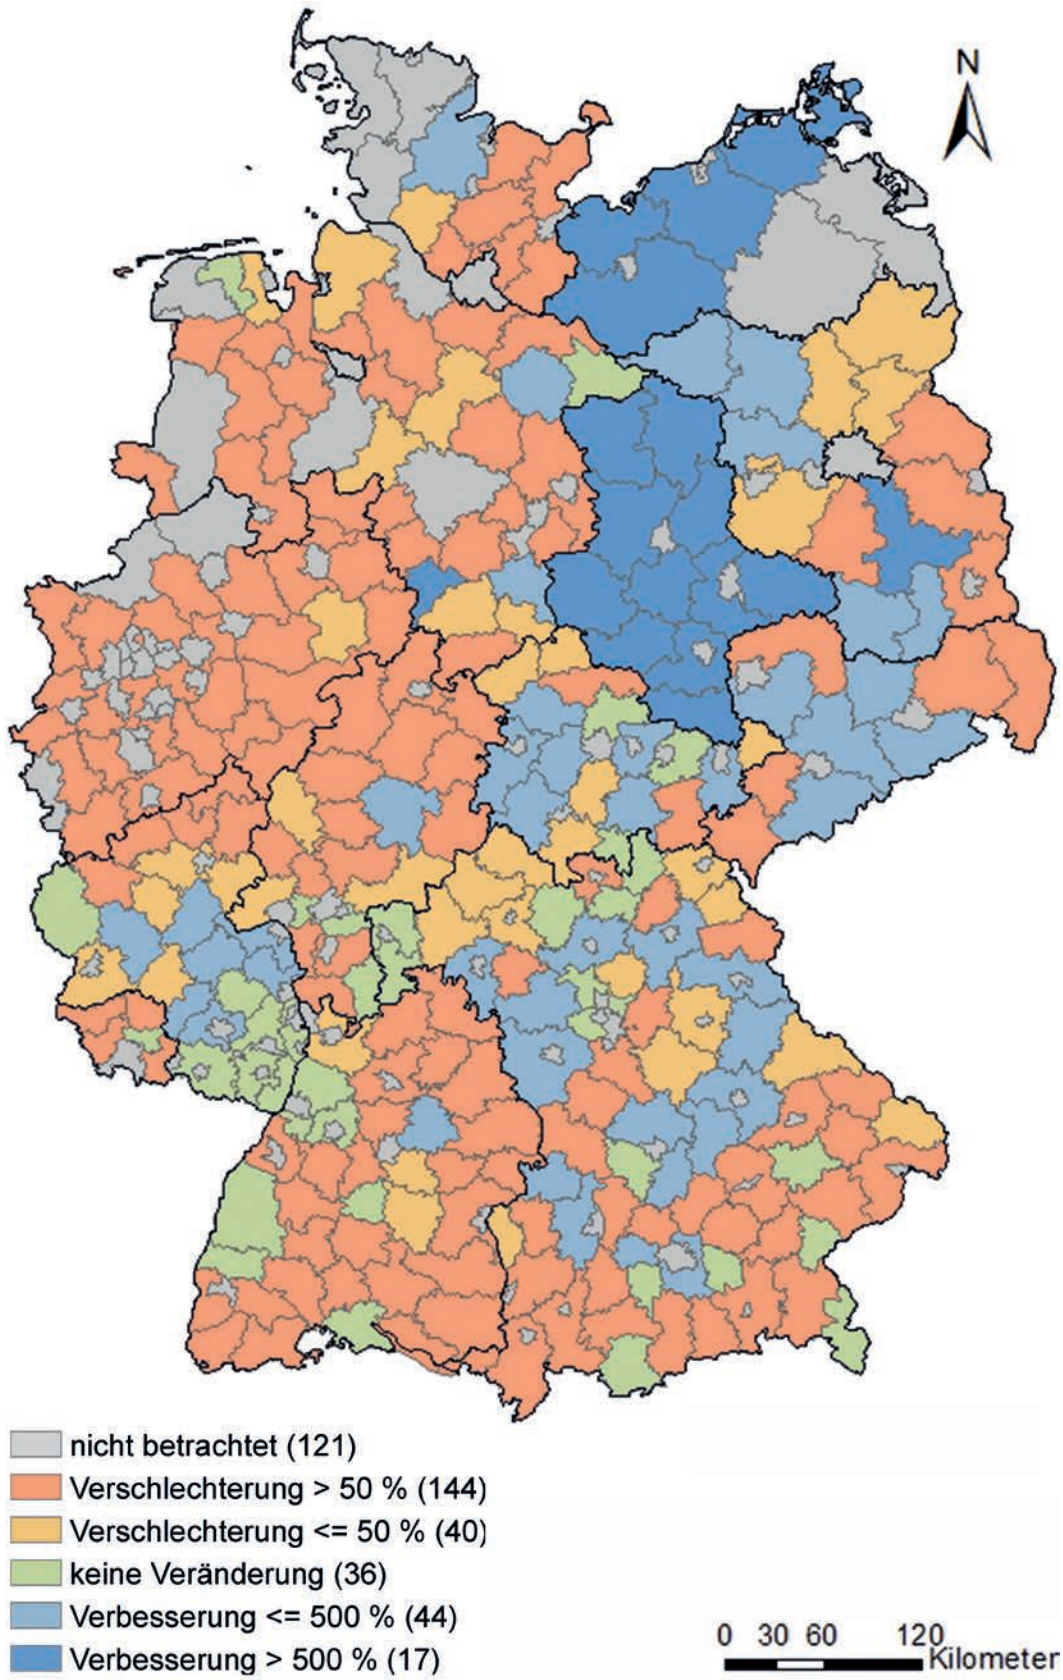 N
nicht betrachtet (121)
Verschlechterung > 50 % (144)
Verschlechterung <= 50 % (40)
keine Veränderung (36)
Verbesserung <= 500 % (44)
Verbesserung > 500 % (17)
0 30 60 120
Kilometer